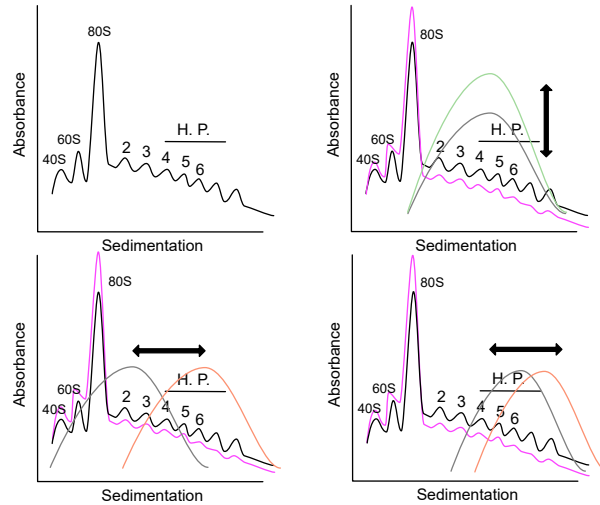 80S
Absorbance
60S
40S
2
3
H. P.
4
5
6
Sedimentation
80S
Absorbance
60S
40S
2
3
H. P.
4
5
6
Sedimentation
80S
Absorbance
60S
40S
2
3
H. P.
4
5
6
Sedimentation
80S
Absorbance
60S
40S
2
3
H. P.
4
5
6
Sedimentation